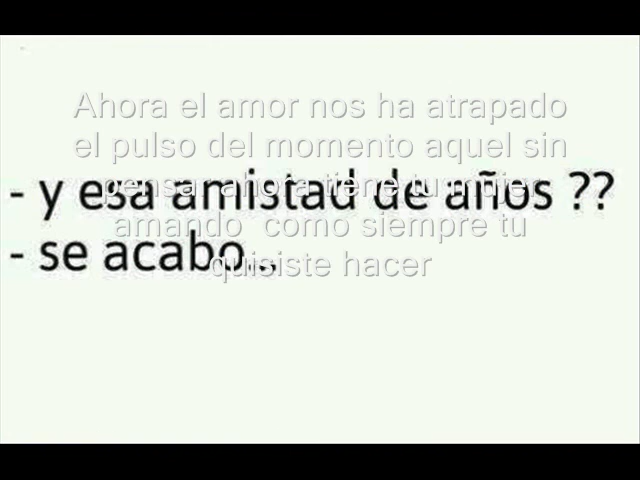 Ahora el amor nos ha atrapado
el pulso del momento aquel sin
pensar ahora tiene tu mujer
- y esa amistad de años ??
amando como siempre tu
- se acabo...
quisiste hacer